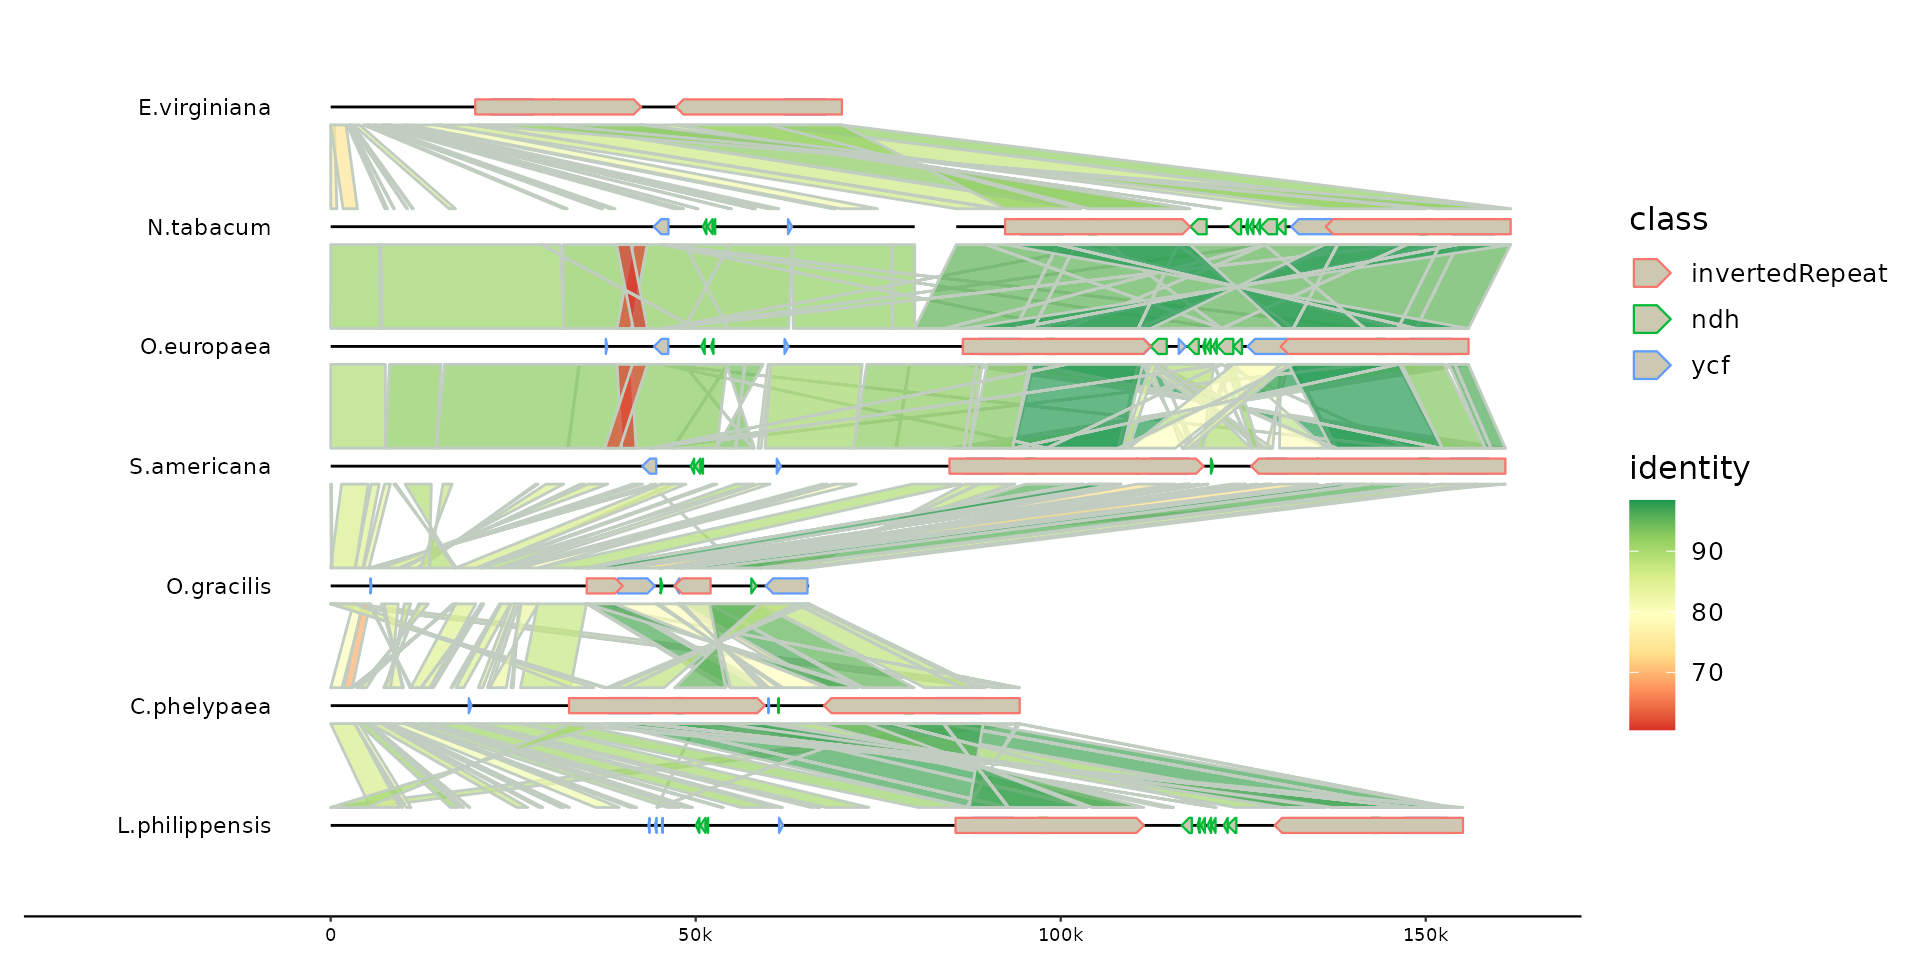 E.virginiana
N.tabacum
O.europaea
S.americana
O.gracilis
C.phelypaea
L.philippensis
0
50k
100k
150k
class
invertedRepeat
ndh
ycf
identity
90
80
70